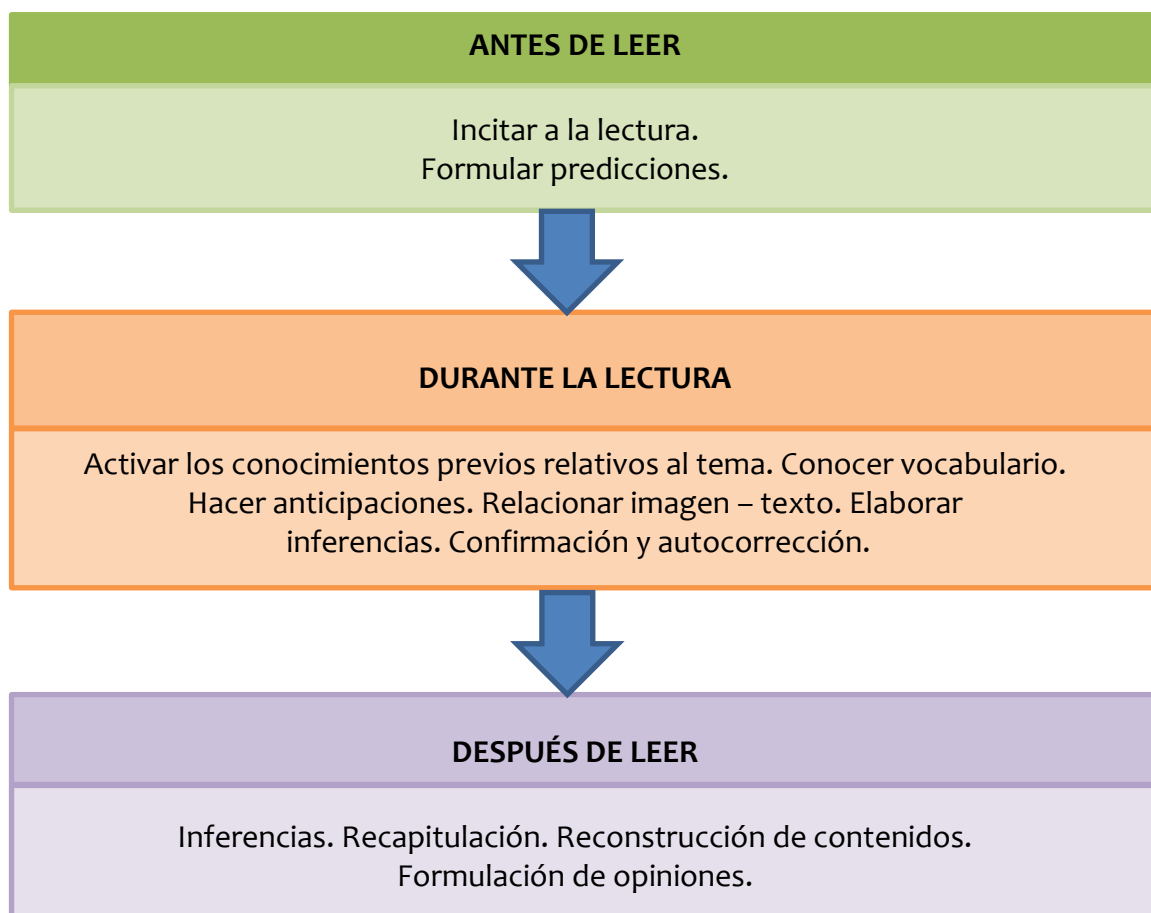 ANTES DE LEER
Incitar a la lectura.
Formular predicciones.
DURANTE LA LECTURA
Activar los conocimientos previos relativos al tema. Conocer vocabulario.
Hacer anticipaciones. Relacionar imagen – texto. Elaborar
inferencias. Confirmación y autocorrección.
DESPUÉS DE LEER
Inferencias. Recapitulación. Reconstrucción de contenidos.
Formulación de opiniones.